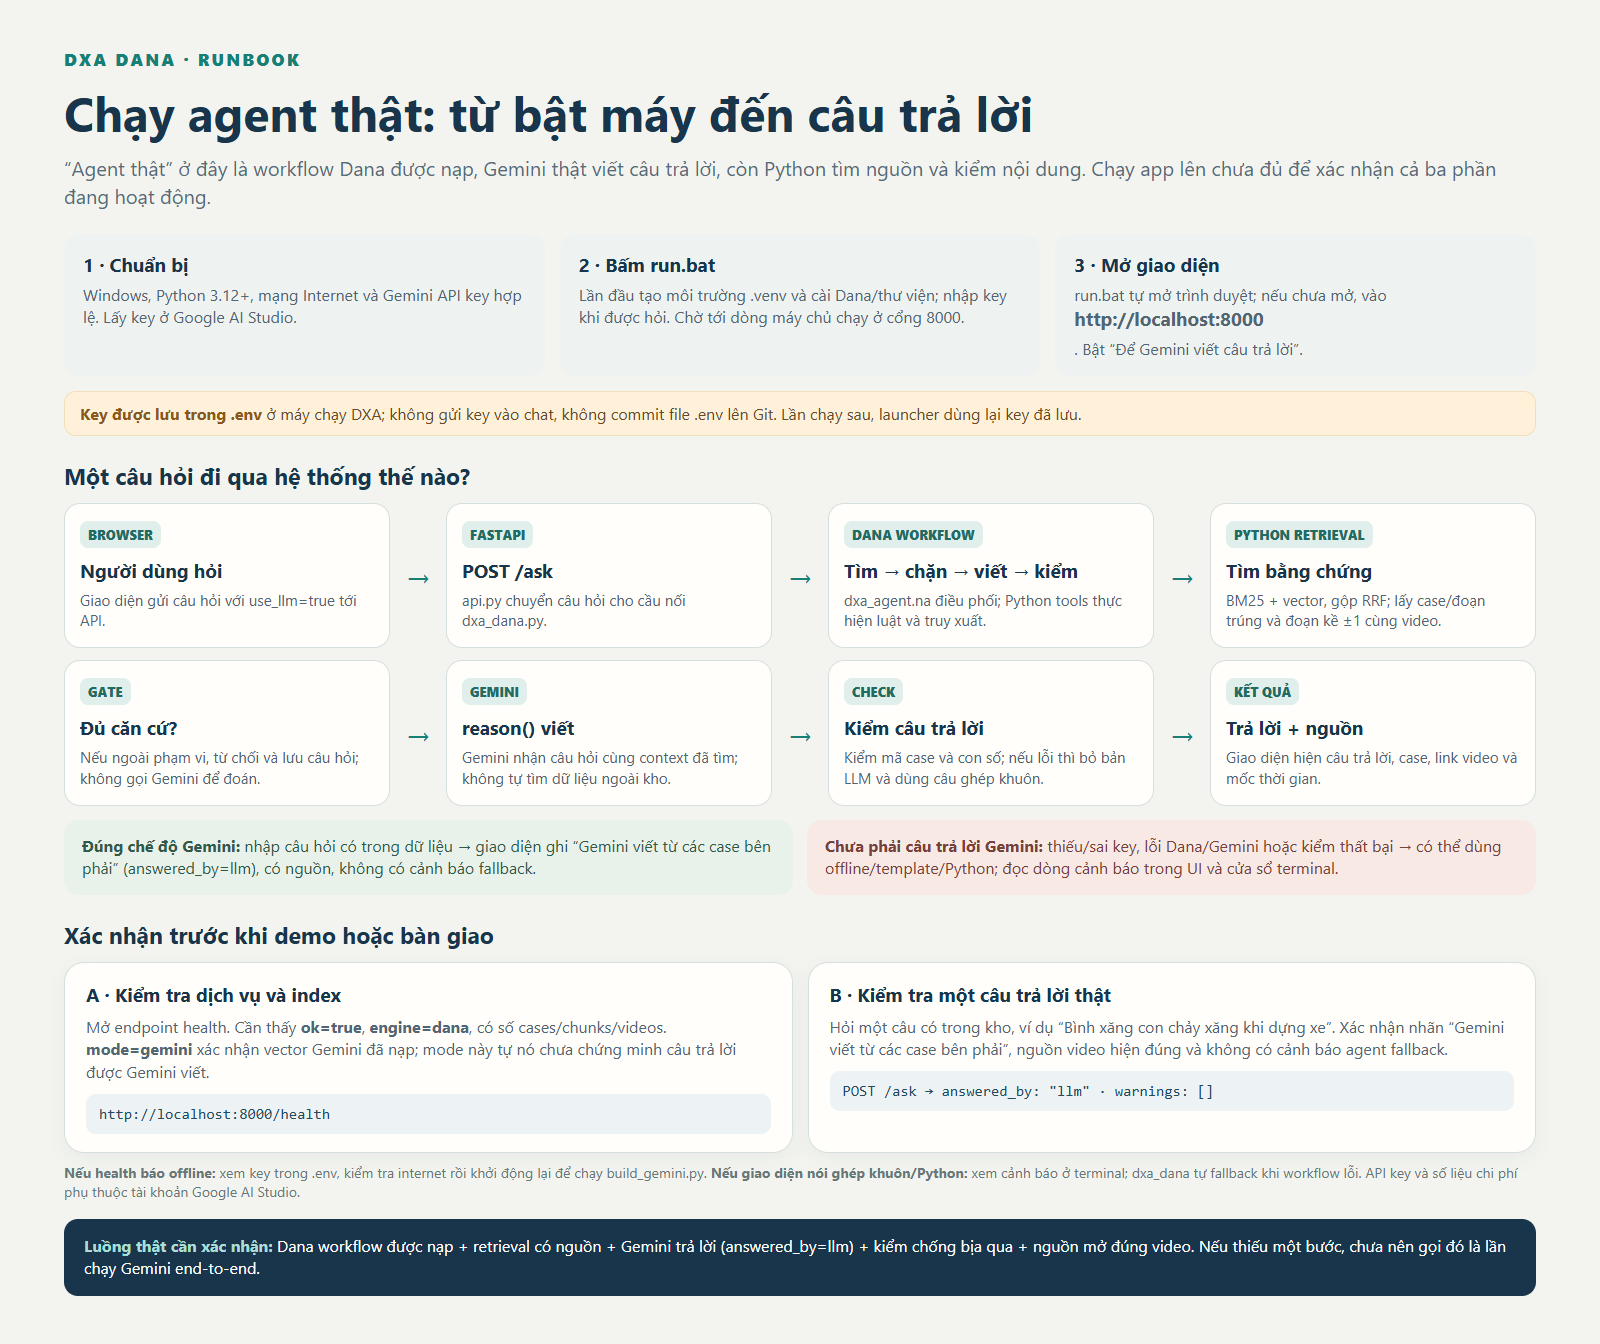 DXA DANA · RUNBOOK
Chạy agent thật: từ bật máy đến câu trả lời
“Agent thật” ở đây là workflow Dana được nạp, Gemini thật viết câu trả lời, còn Python tìm nguồn và kiểm nội dung. Chạy app lên chưa đủ để xác nhận cả ba phần
đang hoạt động.
1 · Chuẩn bị
Windows, Python 3.12+, mạng Internet và Gemini API key hợp
lệ. Lấy key ở Google AI Studio.
2 · Bấm run.bat
Lần đầu tạo môi trường .venv và cài Dana/thư viện; nhập key
khi được hỏi. Chờ tới dòng máy chủ chạy ở cổng 8000.
3 · Mở giao diện
run.bat tự mở trình duyệt; nếu chưa mở, vào
http://localhost:8000
. Bật “Để Gemini viết câu trả lời”.
Key được lưu trong .env ở máy chạy DXA; không gửi key vào chat, không commit file .env lên Git. Lần chạy sau, launcher dùng lại key đã lưu.
Một câu hỏi đi qua hệ thống thế nào?
BROWSER
Người dùng hỏi
Giao diện gửi câu hỏi với use_llm=true tới
API.
→
FASTAPI
POST /ask
api.py chuyển câu hỏi cho cầu nối
dxa_dana.py.
→
DANA WORKFLOW
Tìm → chặn → viết → kiểm
dxa_agent.na điều phối; Python tools thực
hiện luật và truy xuất.
→
PYTHON RETRIEVAL
Tìm bằng chứng
BM25 + vector, gộp RRF; lấy case/đoạn
trúng và đoạn kề ±1 cùng video.
GATE
Đủ căn cứ?
Nếu ngoài phạm vi, từ chối và lưu câu hỏi;
không gọi Gemini để đoán.
→
GEMINI
reason() viết
Gemini nhận câu hỏi cùng context đã tìm;
không tự tìm dữ liệu ngoài kho.
→
CHECK
Kiểm câu trả lời
Kiểm mã case và con số; nếu lỗi thì bỏ bản
LLM và dùng câu ghép khuôn.
→
KẾT QUẢ
Trả lời + nguồn
Giao diện hiện câu trả lời, case, link video và
mốc thời gian.
Đúng chế độ Gemini: nhập câu hỏi có trong dữ liệu → giao diện ghi “Gemini viết từ các case bên
phải” (answered_by=llm), có nguồn, không có cảnh báo fallback.
Chưa phải câu trả lời Gemini: thiếu/sai key, lỗi Dana/Gemini hoặc kiểm thất bại → có thể dùng
offline/template/Python; đọc dòng cảnh báo trong UI và cửa sổ terminal.
Xác nhận trước khi demo hoặc bàn giao
A · Kiểm tra dịch vụ và index
Mở endpoint health. Cần thấy ok=true, engine=dana, có số cases/chunks/videos.
mode=gemini xác nhận vector Gemini đã nạp; mode này tự nó chưa chứng minh câu trả lời
được Gemini viết.
http://localhost:8000/health
B · Kiểm tra một câu trả lời thật
Hỏi một câu có trong kho, ví dụ “Bình xăng con chảy xăng khi dựng xe”. Xác nhận nhãn “Gemini
viết từ các case bên phải”, nguồn video hiện đúng và không có cảnh báo agent fallback.
POST /ask → answered_by: "llm" · warnings: []
Nếu health báo offline: xem key trong .env, kiểm tra internet rồi khởi động lại để chạy build_gemini.py. Nếu giao diện nói ghép khuôn/Python: xem cảnh báo ở terminal; dxa_dana tự fallback khi workflow lỗi. API key và số liệu chi phí
phụ thuộc tài khoản Google AI Studio.
Luồng thật cần xác nhận: Dana workflow được nạp + retrieval có nguồn + Gemini trả lời (answered_by=llm) + kiểm chống bịa qua + nguồn mở đúng video. Nếu thiếu một bước, chưa nên gọi đó là lần
chạy Gemini end-to-end.